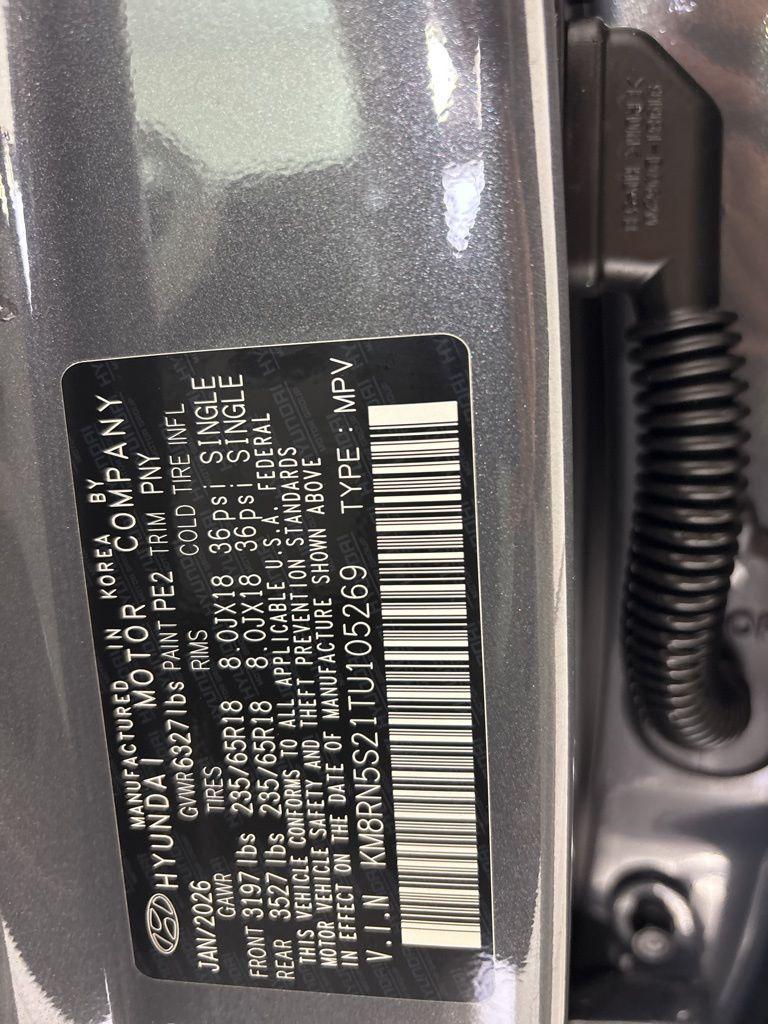 MANUFACTURED IN KOREA BY
HYUNDAI MOTOR COMPANY
JAN/2026 GVWR 6327lbs PAINT PE2 TRIM PNY
GAWR TIRES RIMS COLD TIRE INFL
FRONT 3197 lbs 235/65R18 8.0JX18 36psi SINGLE
REAR 3527 lbs 235/65R18 8.0JX18 36psi SINGLE
THIS VEHICLE CONFORMS TO ALL APPLICABLE U.S.A. FEDERAL
MOTOR VEHICLE SAFETY AND THEFT PREVENTION STANDARDS
IN EFFECT ON THE DATE OF MANUFACTURE SHOWN ABOVE
V.I.N KM8RN5S21TU105269 TYPE : MPV